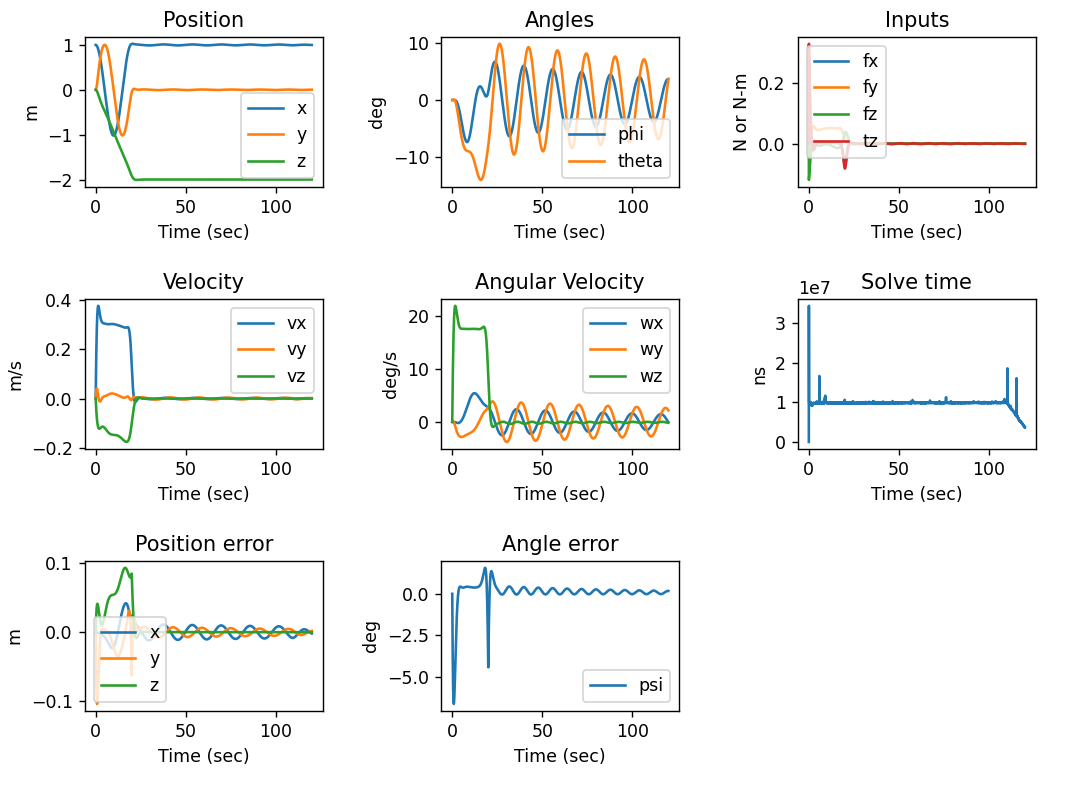 Position
1
0
−1
−2
m
x
y
z
0 50 100
Time (sec)
Angles
10
0
−10
deg
phi
theta
0 50 100
Time (sec)
Inputs
0.2
0.0
N or N-m
fx
fy
fz
tz
0 50 100
Time (sec)
Velocity
0.4
0.2
0.0
−0.2
m/s
vx
vy
vz
0 50 100
Time (sec)
Angular Velocity
20
10
0
deg/s
wx
wy
wz
0 50 100
Time (sec)
Solve time
1e7
3
2
1
0
ns
0 50 100
Time (sec)
Position error
0.1
0.0
−0.1
m
x
y
z
0 50 100
Time (sec)
Angle error
0.0
−2.5
−5.0
deg
psi
0 50 100
Time (sec)